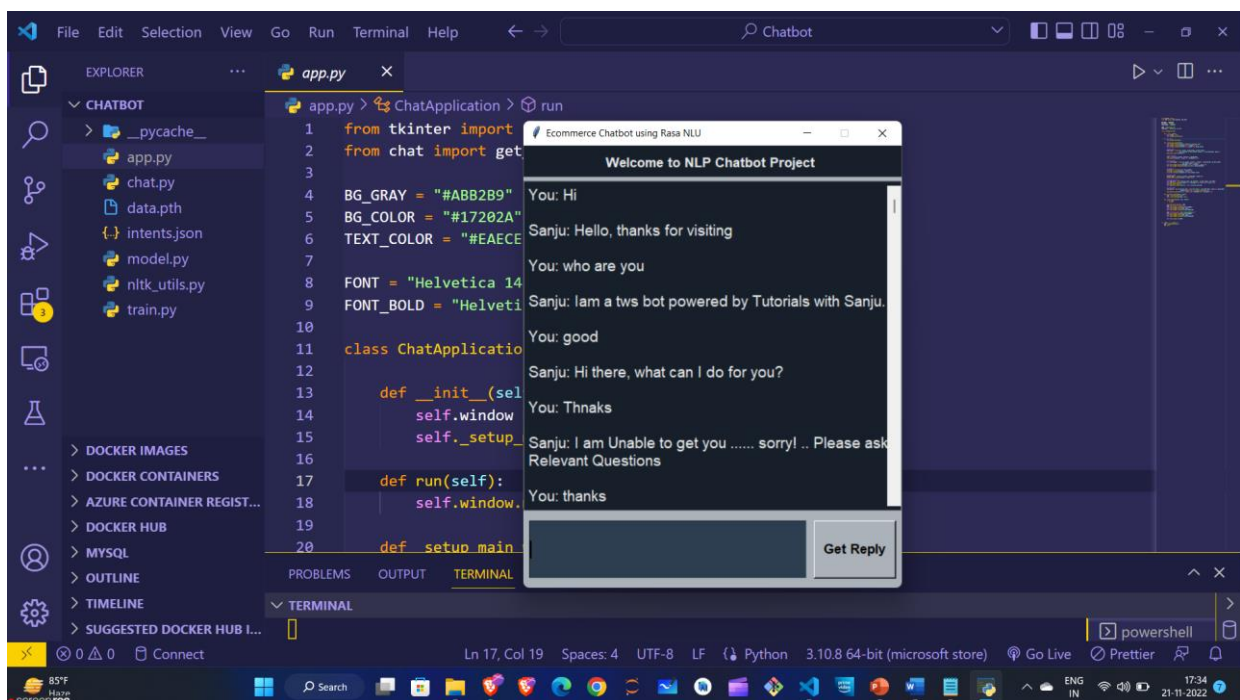 File Edit Selection View Go Run Terminal Help
Chatbot
EXPLORER
app.py
CHATBOT
app.py > ChatApplication > run
__pycache__
app.py
chat.py
data.pth
{..} intents.json
model.py
nltk_utils.py
train.py
3
DOCKER IMAGES
DOCKER CONTAINERS
AZURE CONTAINER REGIST...
DOCKER HUB
MYSQL
OUTLINE
TIMELINE
SUGGESTED DOCKER HUB I...
1 from tkinter import
2 from chat import get
3
4 BG_GRAY = "#ABB2B9"
5 BG_COLOR = "#17202A"
6 TEXT_COLOR = "#EAECE
7
8 FONT = "Helvetica 14
9 FONT_BOLD = "Helveti
10
11 class ChatApplicatio
12
13 def __init__(sel
14 self.window
15 self._setup_
16
17 def run(self):
18 self.window.
19
20 def _setup_main
Ecommerce Chatbot using Rasa NLU
Welcome to NLP Chatbot Project
You: Hi
Sanju: Hello, thanks for visiting
You: who are you
Sanju: Iam a tws bot powered by Tutorials with Sanju.
You: good
Sanju: Hi there, what can I do for you?
You: Thnaks
Sanju: I am Unable to get you ...... sorry! .. Please ask
Relevant Questions
You: thanks
Get Reply
PROBLEMS OUTPUT TERMINAL
TERMINAL
powershell
0 0 Connect
Ln 17, Col 19 Spaces: 4 UTF-8 LF Python 3.10.8 64-bit (microsoft store) Go Live Prettier
85°F
Haze
Search
ENG
IN
17:34
21-11-2022